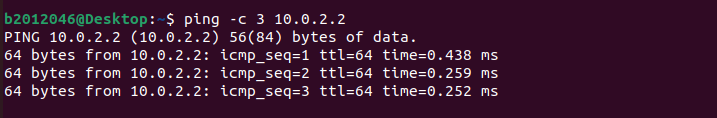 b2012046@Desktop:~$ ping -c 3 10.0.2.2
PING 10.0.2.2 (10.0.2.2) 56(84) bytes of data.
64 bytes from 10.0.2.2: icmp_seq=1 ttl=64 time=0.438 ms
64 bytes from 10.0.2.2: icmp_seq=2 ttl=64 time=0.259 ms
64 bytes from 10.0.2.2: icmp_seq=3 ttl=64 time=0.252 ms